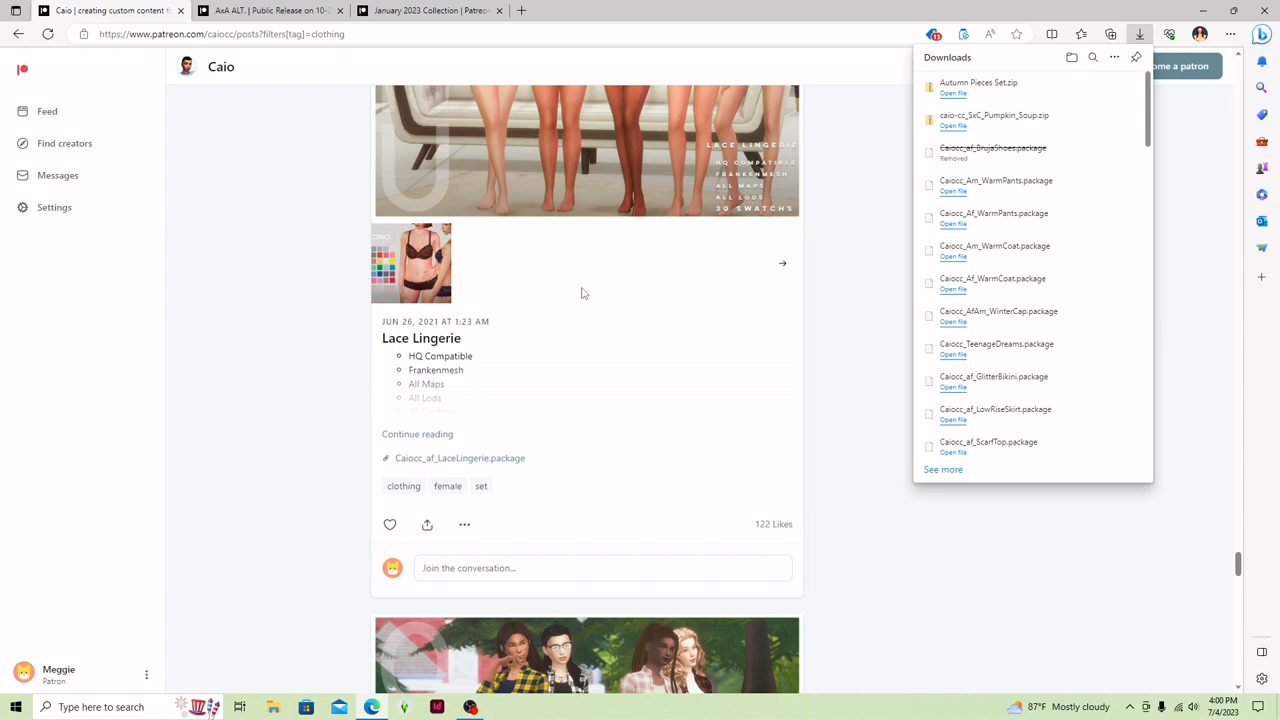 Caio | creating custom content fo
AxA ALT. | Public Release on 10-2
January 2023 Collection | Patreo
https://www.patreon.com/caiocc/posts?filters[tag]=clothing
Caio
ome a patron
Feed
Find creators
Messages
Settings
LACE LINGERIE
HQ COMPATIBLE
FRANKENMESH
ALL MAPS
ALL LODS
30 SWATCHS
JUN 26, 2021 AT 1:23 AM
Lace Lingerie
HQ Compatible
Frankenmesh
All Maps
All Lods
30 Swatchs
Continue reading
Caiocc_af_LaceLingerie.package
clothing
female
set
122 Likes
Join the conversation...
Downloads
Autumn Pieces Set.zip
Open file
caio-cc_SxC_Pumpkin_Soup.zip
Open file
Caiocc_af_BrujaShoes.package
Removed
Caiocc_Am_WarmPants.package
Open file
Caiocc_Af_WarmPants.package
Open file
Caiocc_Am_WarmCoat.package
Open file
Caiocc_Af_WarmCoat.package
Open file
Caiocc_AfAm_WinterCap.package
Open file
Caiocc_TeenageDreams.package
Open file
Caiocc_af_GlitterBikini.package
Open file
Caiocc_af_LowRiseSkirt.package
Open file
Caiocc_af_ScarfTop.package
Open file
See more
Meggie
Patron
Type here to search
87°F Mostly cloudy
4:00 PM
7/4/2023